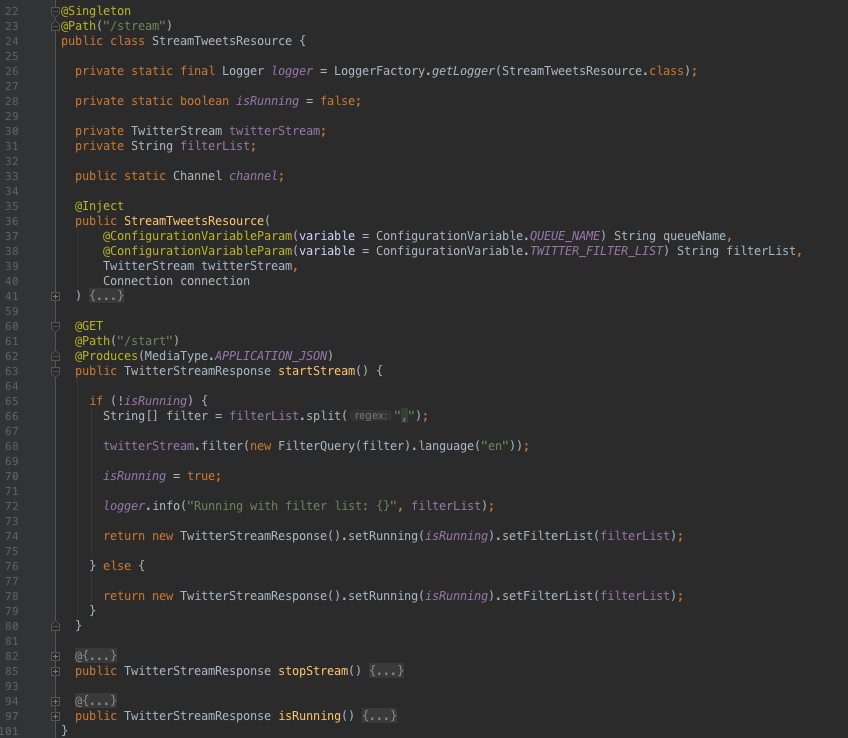 22 @Singleton
23 @Path("/stream")
24 public class StreamTweetsResource {
25
26 private static final Logger logger = LoggerFactory.getLogger(StreamTweetsResource.class);
27
28 private static boolean isRunning = false;
29
30 private TwitterStream twitterStream;
31 private String filterList;
32
33 public static Channel channel;
34
35 @Inject
36 public StreamTweetsResource(
37 @ConfigurationVariableParam(variable = ConfigurationVariable.QUEUE_NAME) String queueName,
38 @ConfigurationVariableParam(variable = ConfigurationVariable.TWITTER_FILTER_LIST) String filterList,
39 TwitterStream twitterStream,
40 Connection connection
41 ) {...}
59
60 @GET
61 @Path("/start")
62 @Produces(MediaType.APPLICATION_JSON)
63 public TwitterStreamResponse startStream() {
64
65 if (!isRunning) {
66 String[] filter = filterList.split( regex: ",");
67
68 twitterStream.filter(new FilterQuery(filter).language("en"));
69
70 isRunning = true;
71
72 logger.info("Running with filter list: {}", filterList);
73
74 return new TwitterStreamResponse().setRunning(isRunning).setFilterList(filterList);
75
76 } else {
77
78 return new TwitterStreamResponse().setRunning(isRunning).setFilterList(filterList);
79 }
80 }
81
82 @{...}
85 public TwitterStreamResponse stopStream() {...}
93
94 @{...}
97 public TwitterStreamResponse isRunning() {...}
101 }